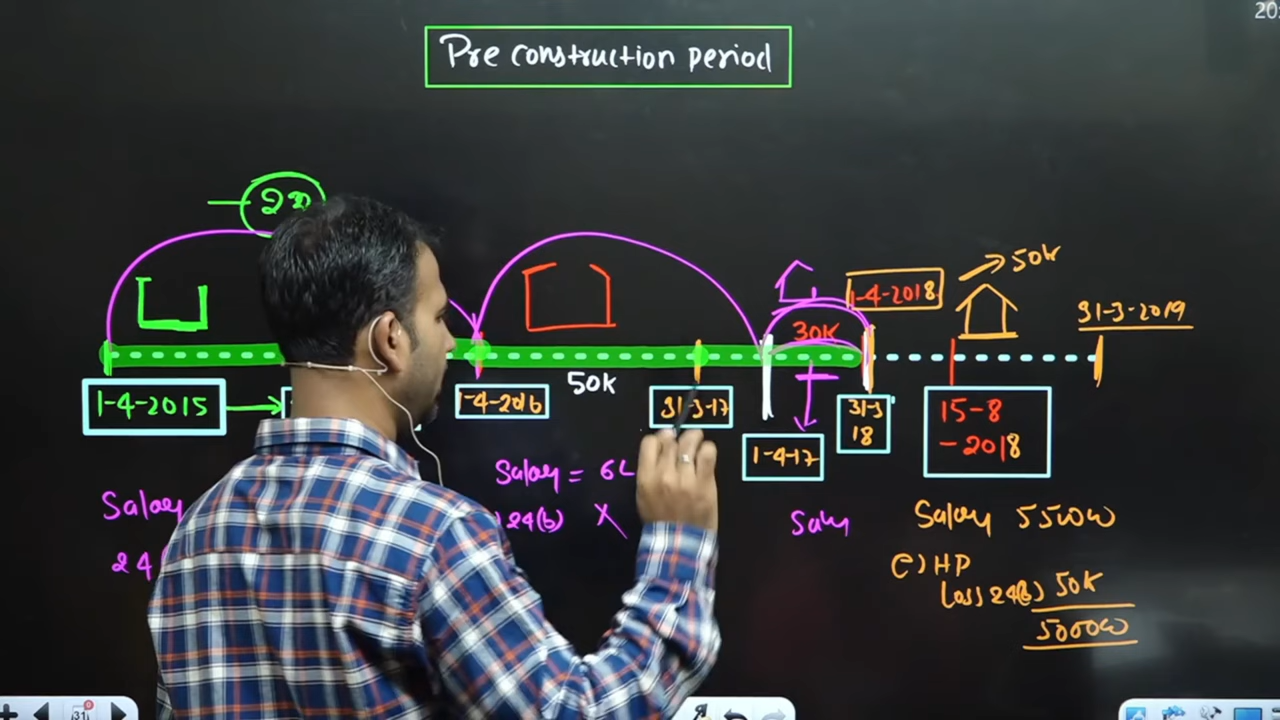 20
Pre construction period
50K
1-4-2018
31-3-2019
30K
1-4-2015
50K
1-4-2016
31-3-17
1-4-17
31-3
18
15-8
-2018
Salary
24
Salary = 6L
24(b) X
Salary
Salary 550000
(-) HP
Loss 24(b) 50K
500000
31